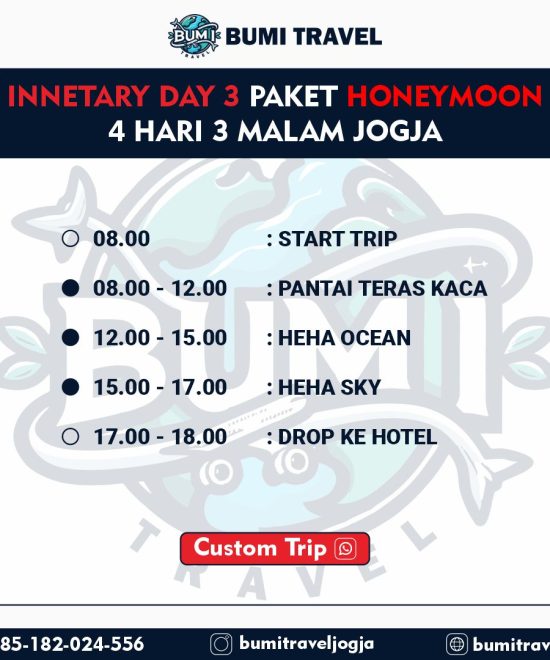 BUMI TRAVEL
BUMI TRAVEL
INNETARY DAY 3 PAKET HONEYMOON
4 HARI 3 MALAM JOGJA
08.00 : START TRIP
08.00 - 12.00 : PANTAI TERAS KACA
12.00 - 15.00 : HEHA OCEAN
15.00 - 17.00 : HEHA SKY
17.00 - 18.00 : DROP KE HOTEL
BUMI
TRAVEL
Custom Trip
85-182-024-556 bumitraveljogja bumitrave